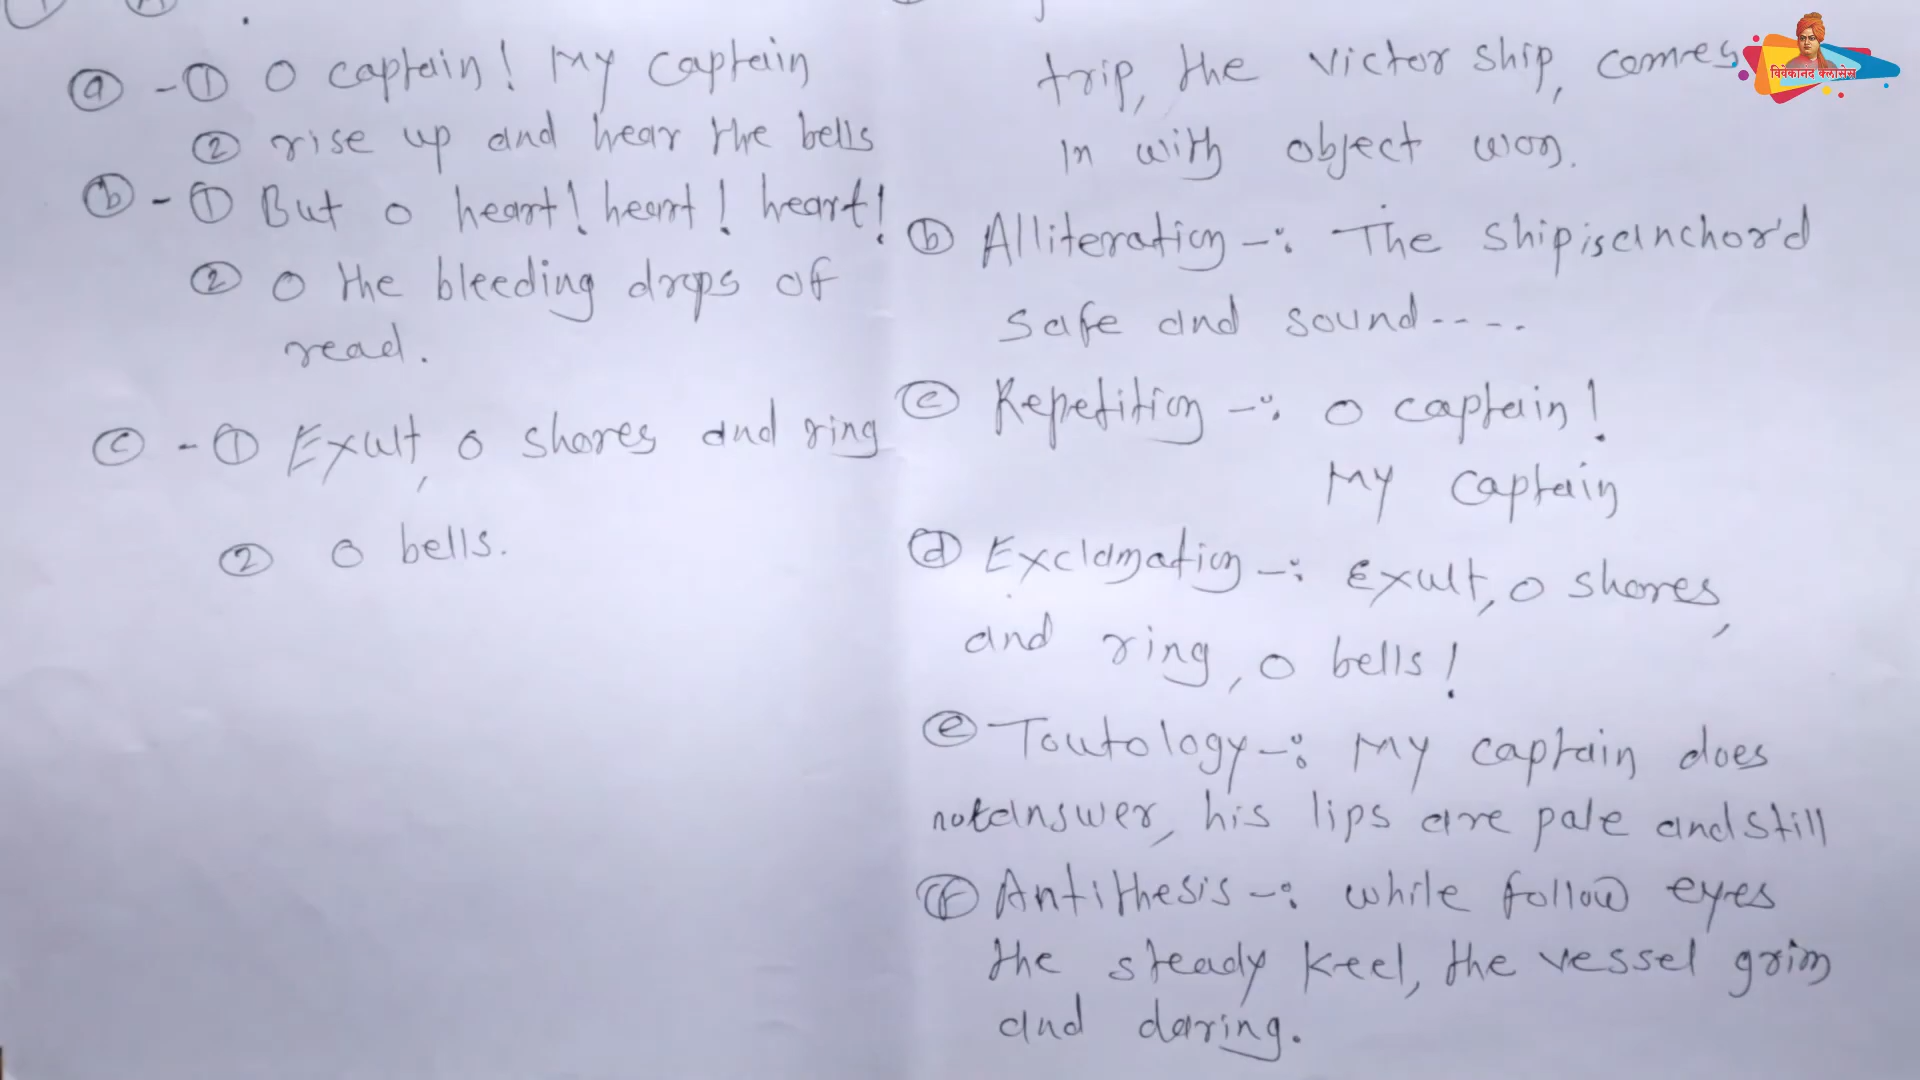 a - 1 O captain! My captain
2 rise up and hear the bells
b - 1 But o heart! heart! heart!
2 O the bleeding drops of
read.
c - 1 Exult, o shores and ring
2 O bells.
trip, the victor ship, comes
in with object won.
b Alliteration -: The ship is anchor'd
safe and sound----
c Repetition -: O captain!
My captain
d Exclamation -: Exult, o shores,
and ring, o bells!
e Toutology -: My captain does
not answer, his lips are pale and still
f Antithesis -: while follow eyes
the steady keel, the vessel grim
and daring.
विवेकानंद क्लासेस